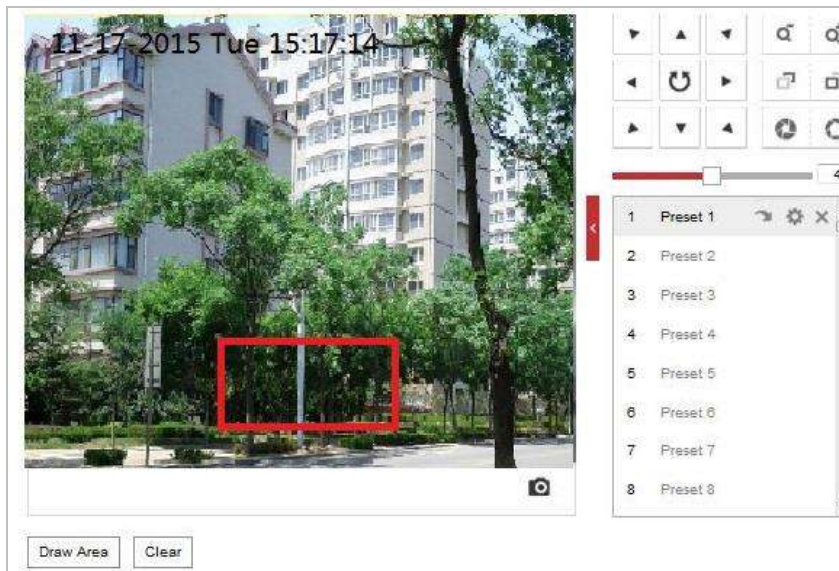 11-17-2015 Tue 15:17:14
4
1 Preset 1
2 Preset 2
3 Preset 3
4 Preset 4
5 Preset 5
6 Preset 6
7 Preset 7
8 Preset 8
Draw Area Clear